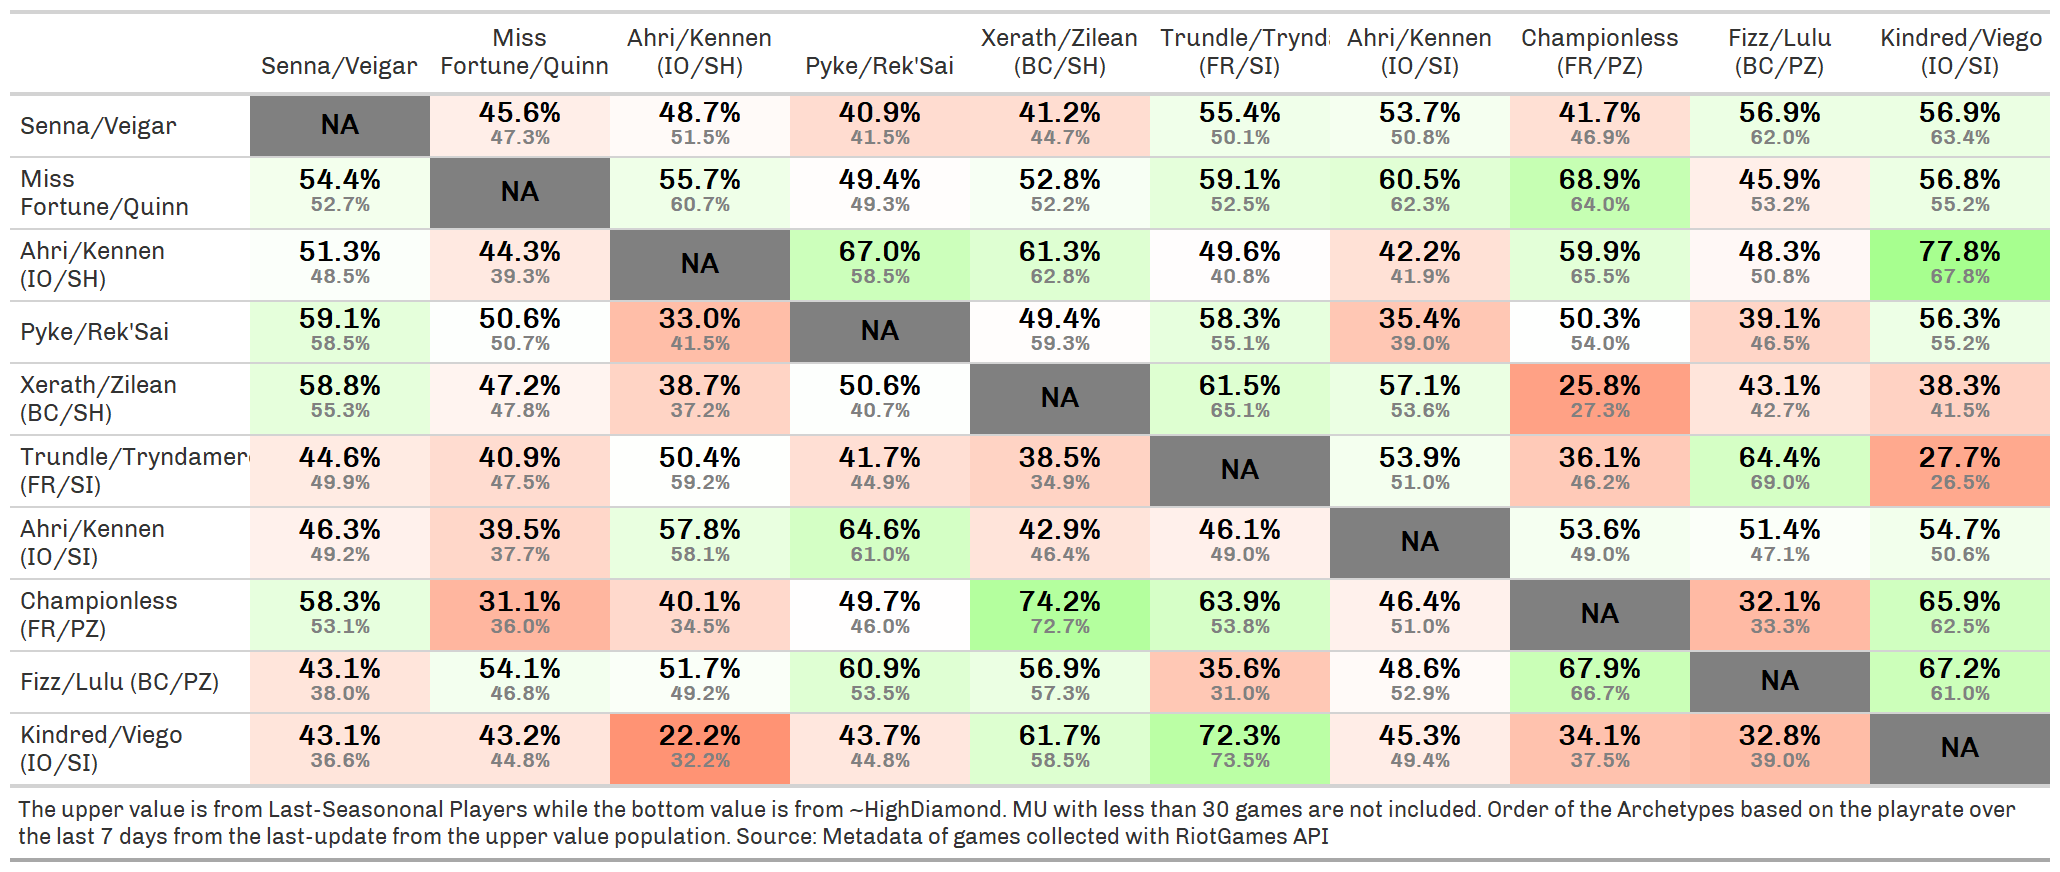 Senna/Veigar Miss Fortune/Quinn Ahri/Kennen (IO/SH) Pyke/Rek'Sai Xerath/Zilean (BC/SH) Trundle/Trynd (FR/SI) Ahri/Kennen (IO/SI) Championless (FR/PZ) Fizz/Lulu (BC/PZ) Kindred/Viego (IO/SI)
Senna/Veigar NA 45.6% 48.7% 40.9% 41.2% 55.4% 53.7% 41.7% 56.9% 56.9%
47.3% 51.5% 41.5% 44.7% 50.1% 50.8% 46.9% 62.0% 63.4%
Miss Fortune/Quinn 54.4% NA 55.7% 49.4% 52.8% 59.1% 60.5% 68.9% 45.9% 56.8%
52.7% 60.7% 49.3% 52.2% 52.5% 62.3% 64.0% 53.2% 55.2%
Ahri/Kennen (IO/SH) 51.3% 44.3% NA 67.0% 61.3% 49.6% 42.2% 59.9% 48.3% 77.8%
48.5% 39.3% 58.5% 62.8% 40.8% 41.9% 65.5% 50.8% 67.8%
Pyke/Rek'Sai 59.1% 50.6% 33.0% NA 49.4% 58.3% 35.4% 50.3% 39.1% 56.3%
58.5% 50.7% 41.5% 59.3% 55.1% 39.0% 54.0% 46.5% 55.2%
Xerath/Zilean (BC/SH) 58.8% 47.2% 38.7% 50.6% NA 61.5% 57.1% 25.8% 43.1% 38.3%
55.3% 47.8% 37.2% 40.7% 65.1% 53.6% 27.3% 42.7% 41.5%
Trundle/Tryndamer (FR/SI) 44.6% 40.9% 50.4% 41.7% 38.5% NA 53.9% 36.1% 64.4% 27.7%
49.9% 47.5% 59.2% 44.9% 34.9% 51.0% 46.2% 69.0% 26.5%
Ahri/Kennen (IO/SI) 46.3% 39.5% 57.8% 64.6% 42.9% 46.1% NA 53.6% 51.4% 54.7%
49.2% 37.7% 58.1% 61.0% 46.4% 49.0% 49.0% 47.1% 50.6%
Championless (FR/PZ) 58.3% 31.1% 40.1% 49.7% 74.2% 63.9% 46.4% NA 32.1% 65.9%
53.1% 36.0% 34.5% 46.0% 72.7% 53.8% 51.0% 33.3% 62.5%
Fizz/Lulu (BC/PZ) 43.1% 54.1% 51.7% 60.9% 56.9% 35.6% 48.6% 67.9% NA 67.2%
38.0% 46.8% 49.2% 53.5% 57.3% 31.0% 52.9% 66.7% 61.0%
Kindred/Viego (IO/SI) 43.1% 43.2% 22.2% 43.7% 61.7% 72.3% 45.3% 34.1% 32.8% NA
36.6% 44.8% 32.2% 44.8% 58.5% 73.5% 49.4% 37.5% 39.0%
The upper value is from Last-Seasononal Players while the bottom value is from ~HighDiamond. MU with less than 30 games are not included. Order of the Archetypes based on the playrate over
the last 7 days from the last-update from the upper value population. Source: Metadata of games collected with RiotGames API